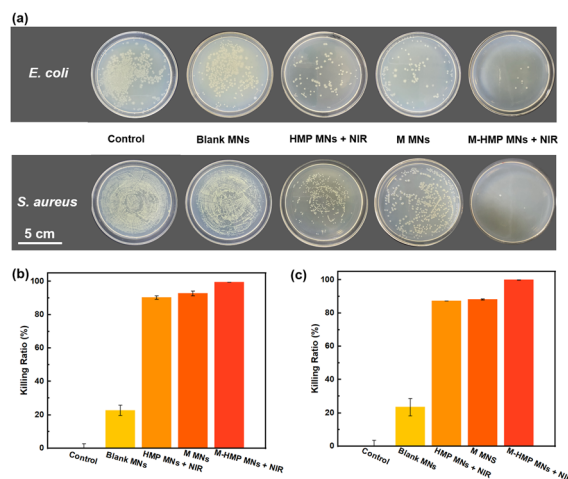 (a)
E. coli
Control
Blank MNs
HMP MNs + NIR
M MNs
M-HMP MNs + NIR
S. aureus
5 cm
(b)
100
80
60
40
20
0
Killing Ratio (%)
Control
Blank MNs
HMP MNs + NIR
M MNs
M-HMP MNs + NIR
(c)
100
80
60
40
20
0
Killing Ratio (%)
Control
Blank MNs
HMP MNs + NIR
M MNS
M-HMP MNs + NIR